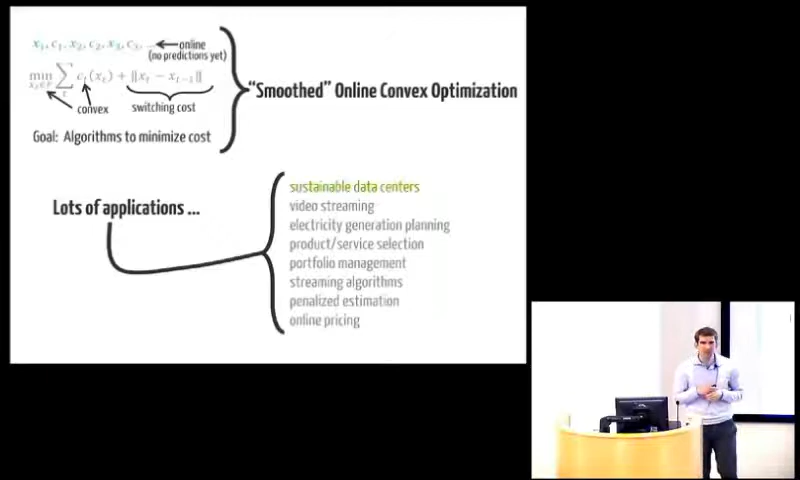 x₁, c₁, x₂, c₂, x₃, c₃, ... online
(no predictions yet)
min Σ cₜ(xₜ) + ||xₜ − xₜ₋₁||
convex
switching cost
Goal: Algorithms to minimize cost
"Smoothed" Online Convex Optimization
Lots of applications ...
sustainable data centers
video streaming
electricity generation planning
product/service selection
portfolio management
streaming algorithms
penalized estimation
online pricing